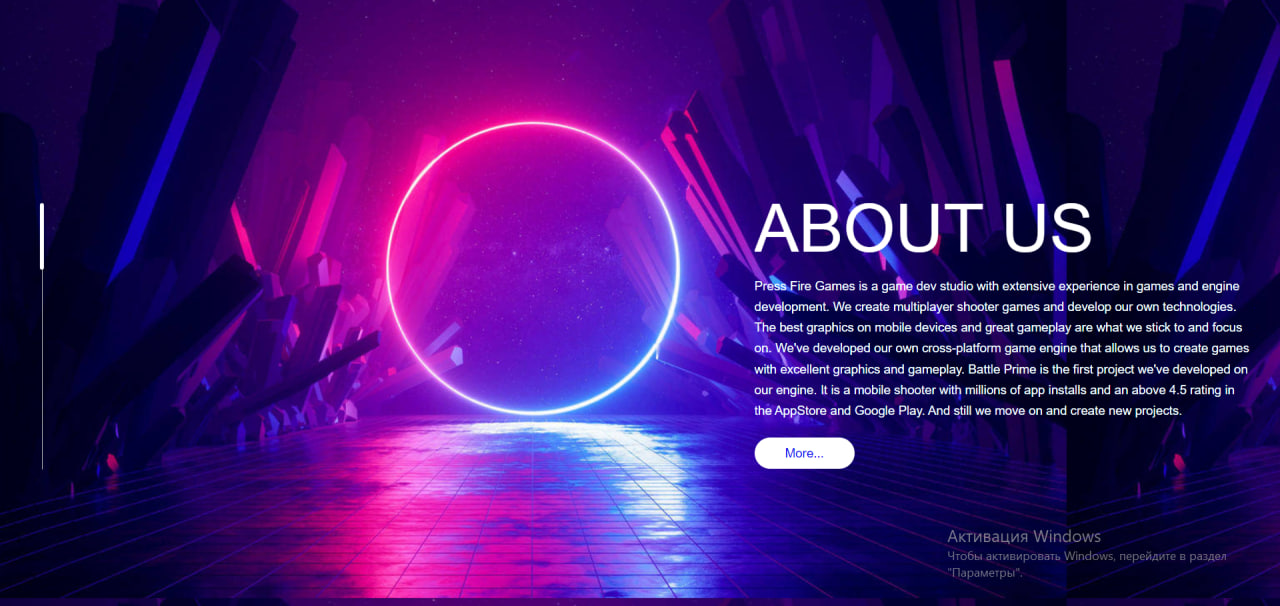 ABOUT US
Press Fire Games is a game dev studio with extensive experience in games and engine
development. We create multiplayer shooter games and develop our own technologies.
The best graphics on mobile devices and great gameplay are what we stick to and focus
on. We've developed our own cross-platform game engine that allows us to create games
with excellent graphics and gameplay. Battle Prime is the first project we've developed on
our engine. It is a mobile shooter with millions of app installs and an above 4.5 rating in
the AppStore and Google Play. And still we move on and create new projects.
More...
Активация Windows
Чтобы активировать Windows, перейдите в раздел
"Параметры".